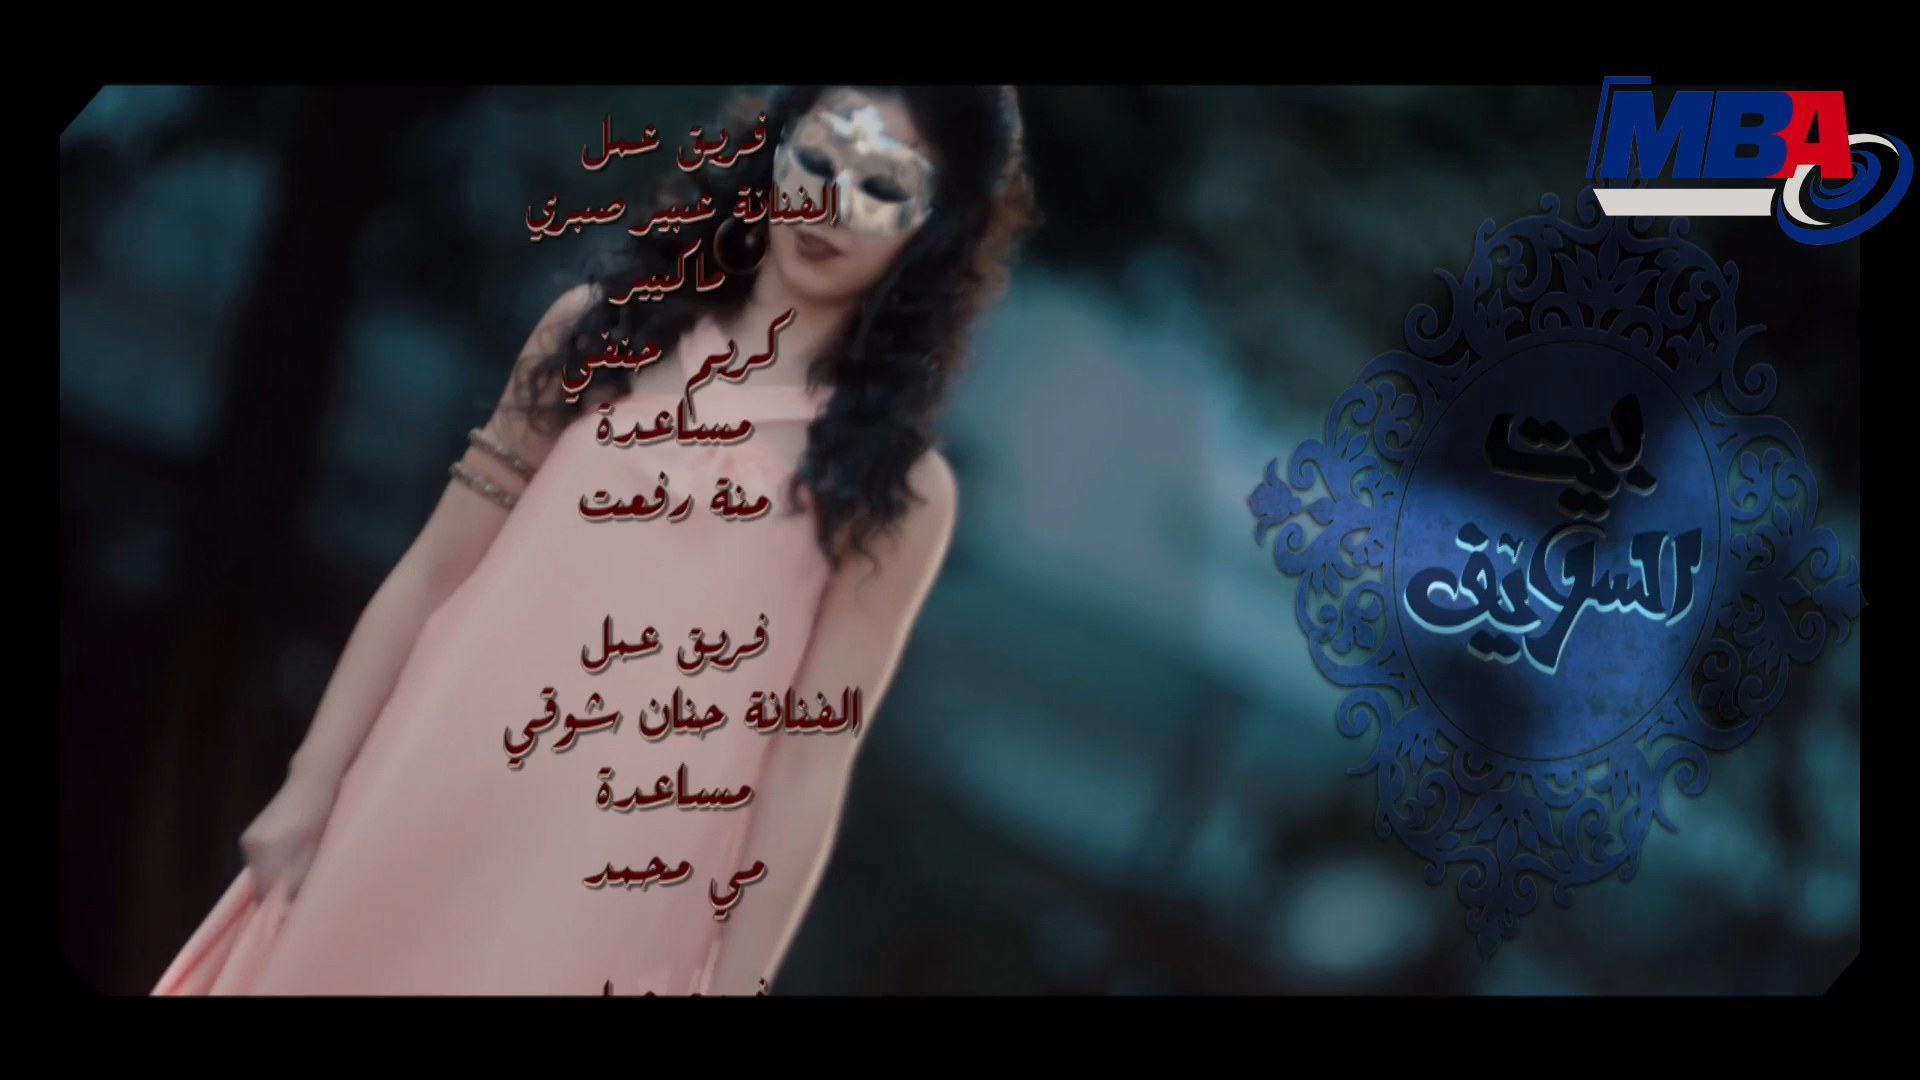 فريق عمل
الفنانة عبير صبري
ماكيير
كريم حنفي
مساعدة
منة رفعت
فريق عمل
الفنانة حنان شوقي
مساعدة
مي محمد
MBA
بيت
السويف